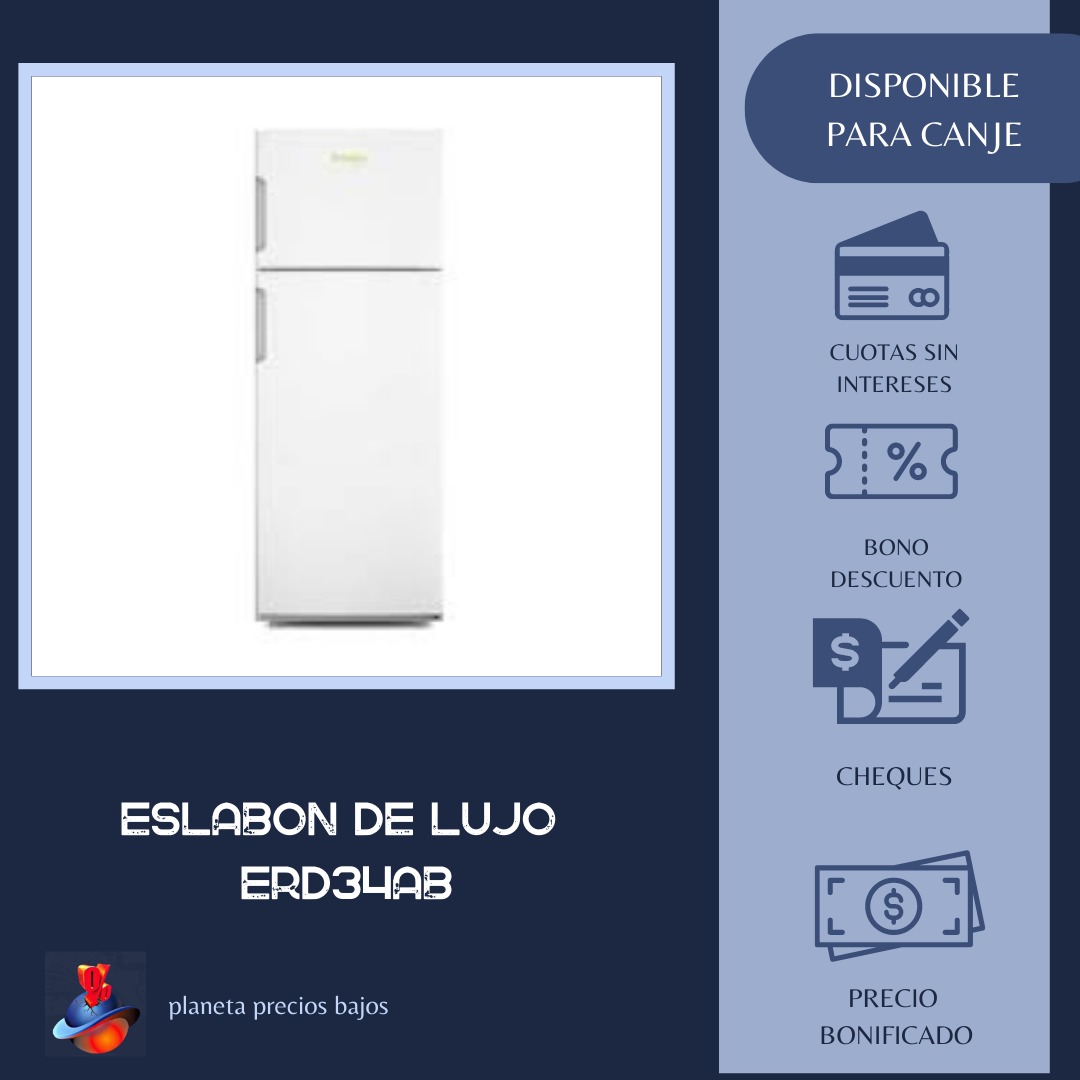 DISPONIBLE
PARA CANJE
CUOTAS SIN
INTERESES
%
BONO
DESCUENTO
$
CHEQUES
$
PRECIO
BONIFICADO
ESLABON DE LUJO
ERD34AB
%
planeta precios bajos